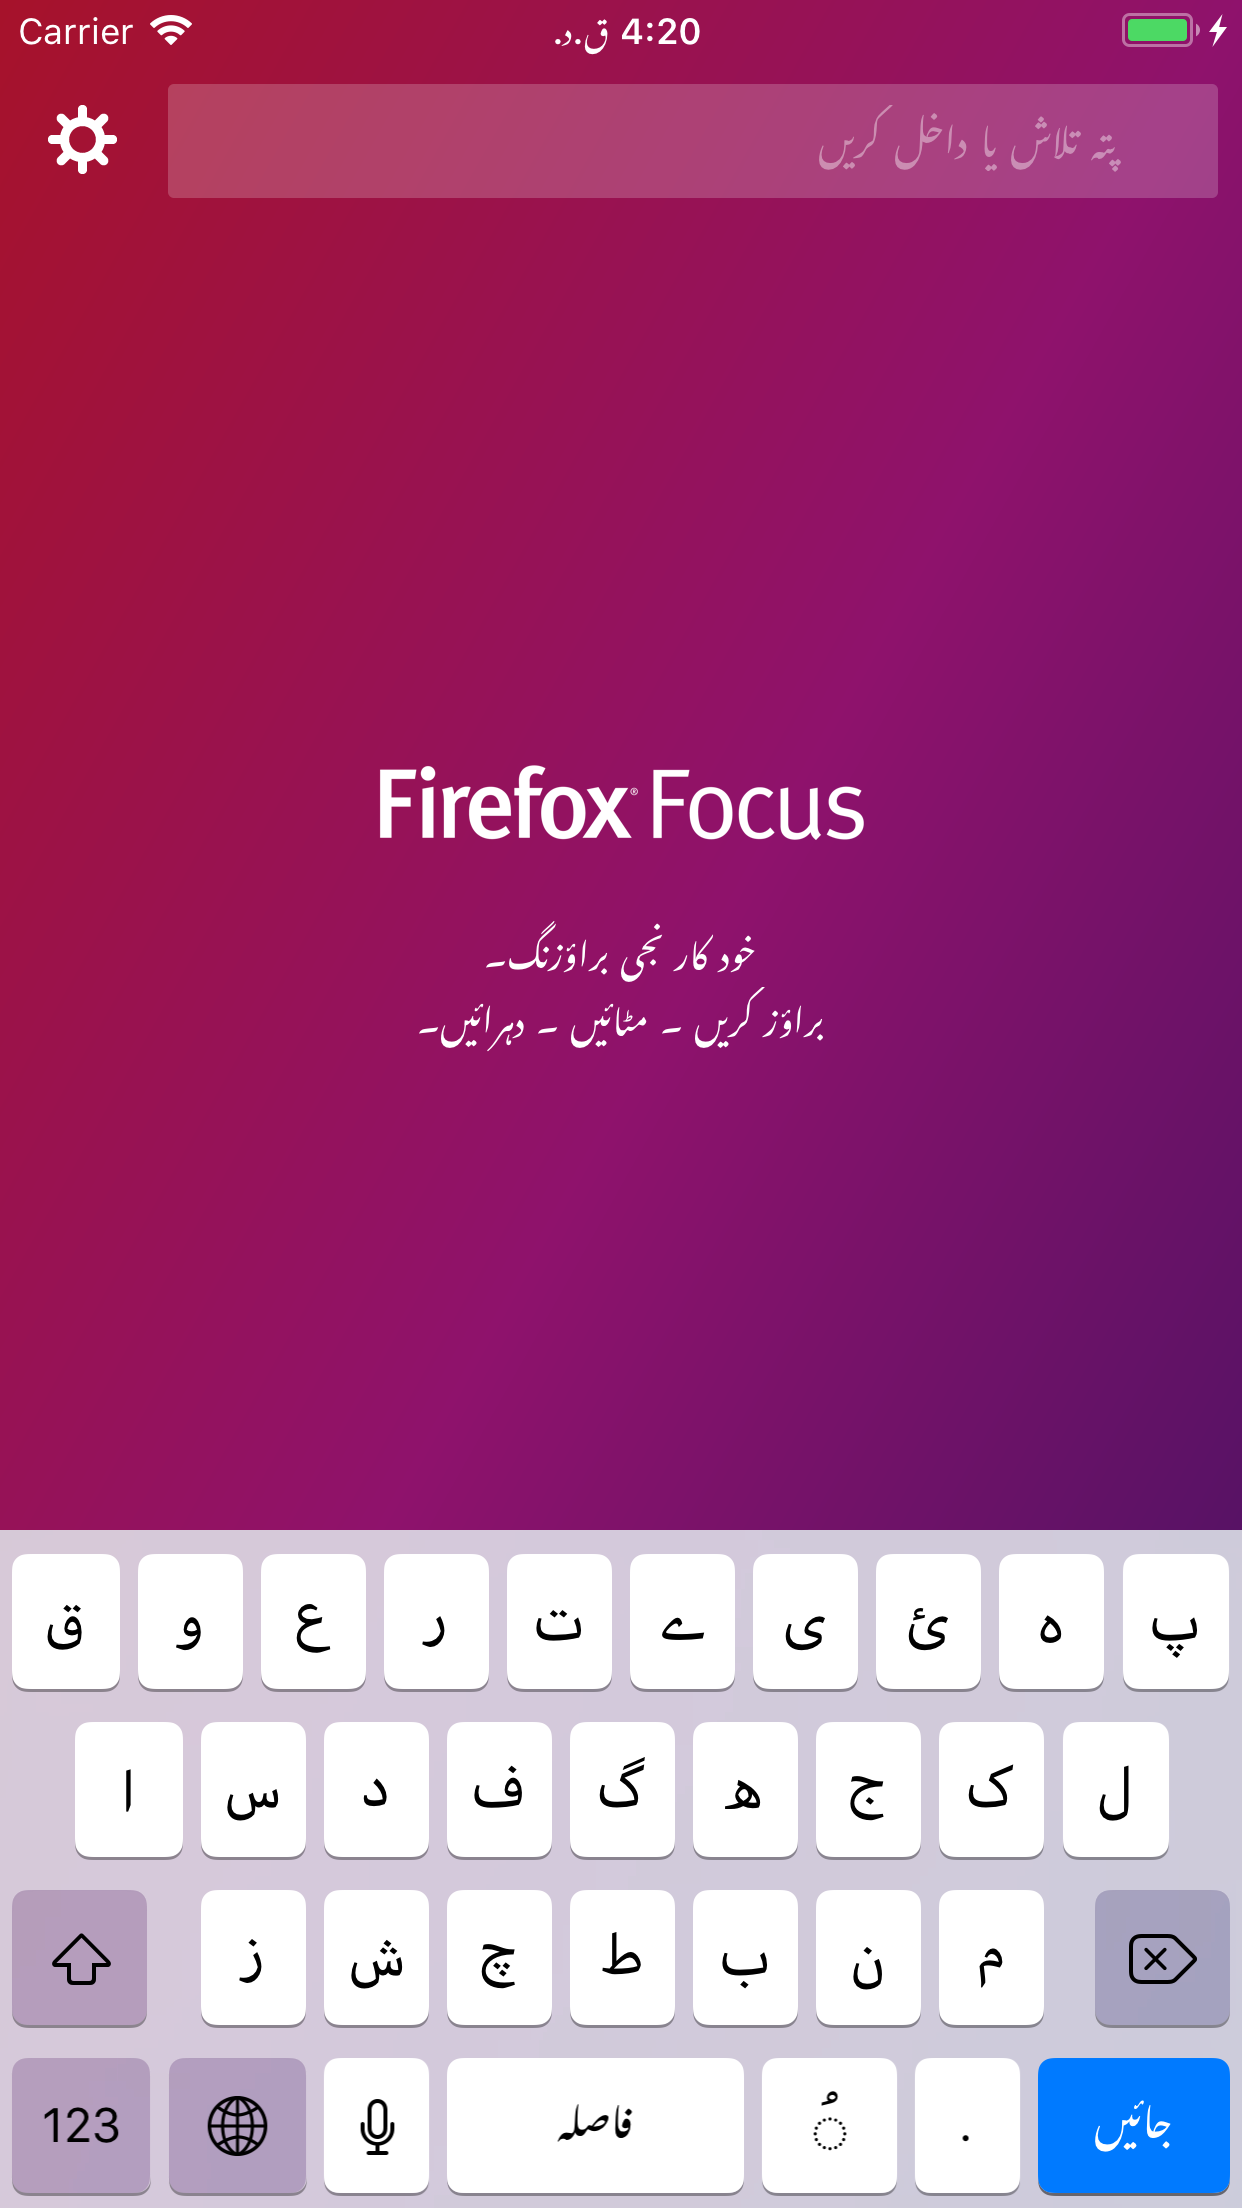 Carrier 4:20 ق.د.
پتہ تلاش یا داخل کریں
Firefox® Focus
خود کار نجی براؤزنگ۔
براؤز کریں ۔ مٹائیں ۔ دہرائیں۔
ق و ع ر ت ے ی ئ ہ پ
ا س د ف گ ھ ج ک ل
ز ش چ ط ب ن م
123 فاصلہ ُ . جائیں